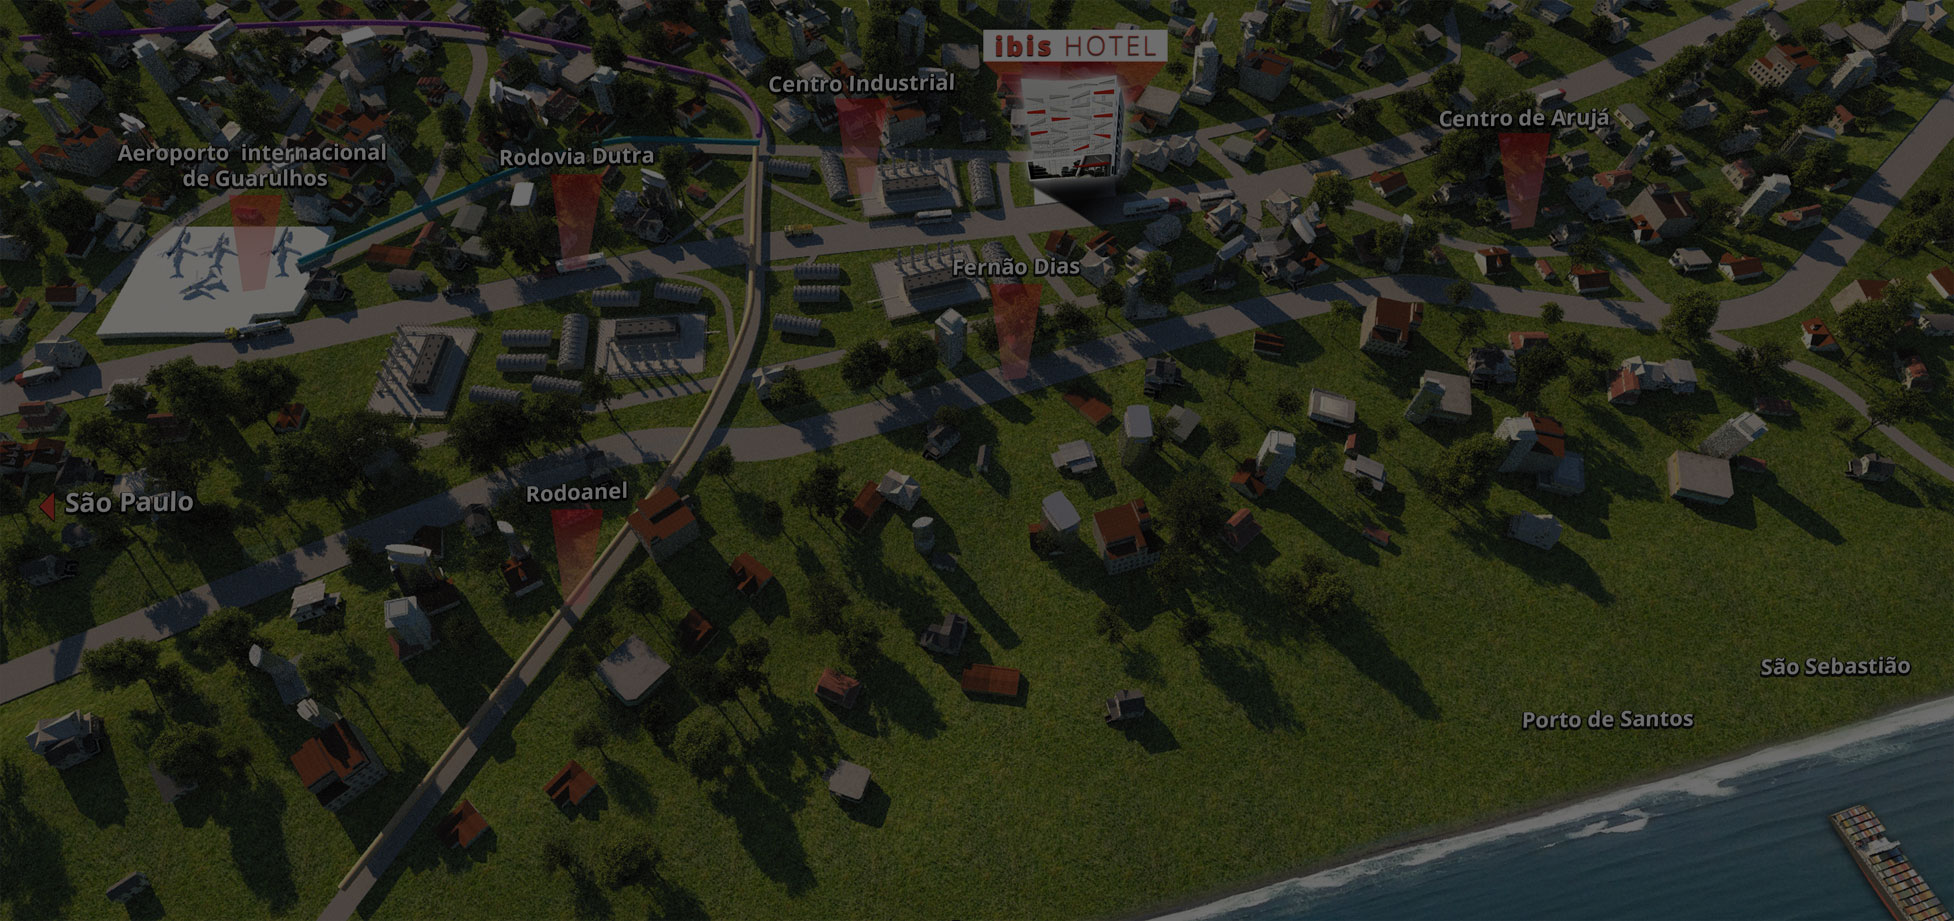 ibis HOTÉL
Centro Industrial
Centro de Arujá
Aeroporto internacional
de Guarulhos
Rodovia Dutra
Fernão Dias
São Paulo
Rodoanel
São Sebastião
Porto de Santos